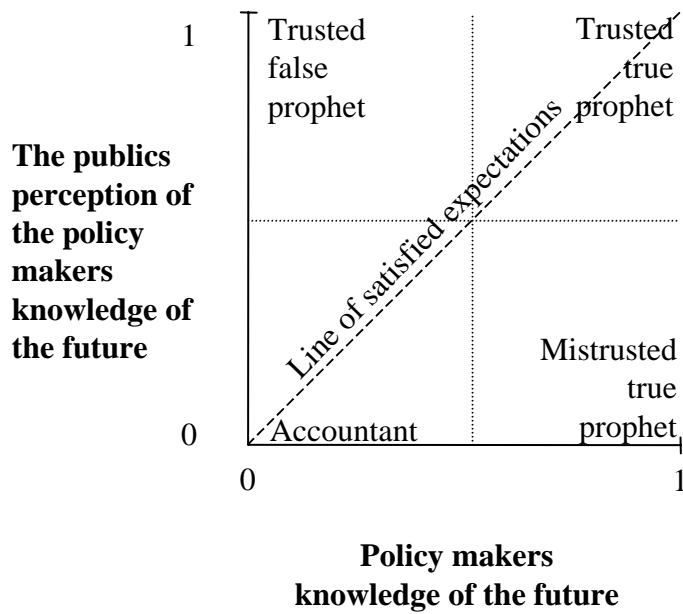 1
Trusted
false
prophet
Trusted
true
prophet
The publics
perception of
the policy
makers
knowledge of
the future
Line of satisfied expectations
Mistrusted
true
prophet
0
Accountant
0
1
Policy makers
knowledge of the future